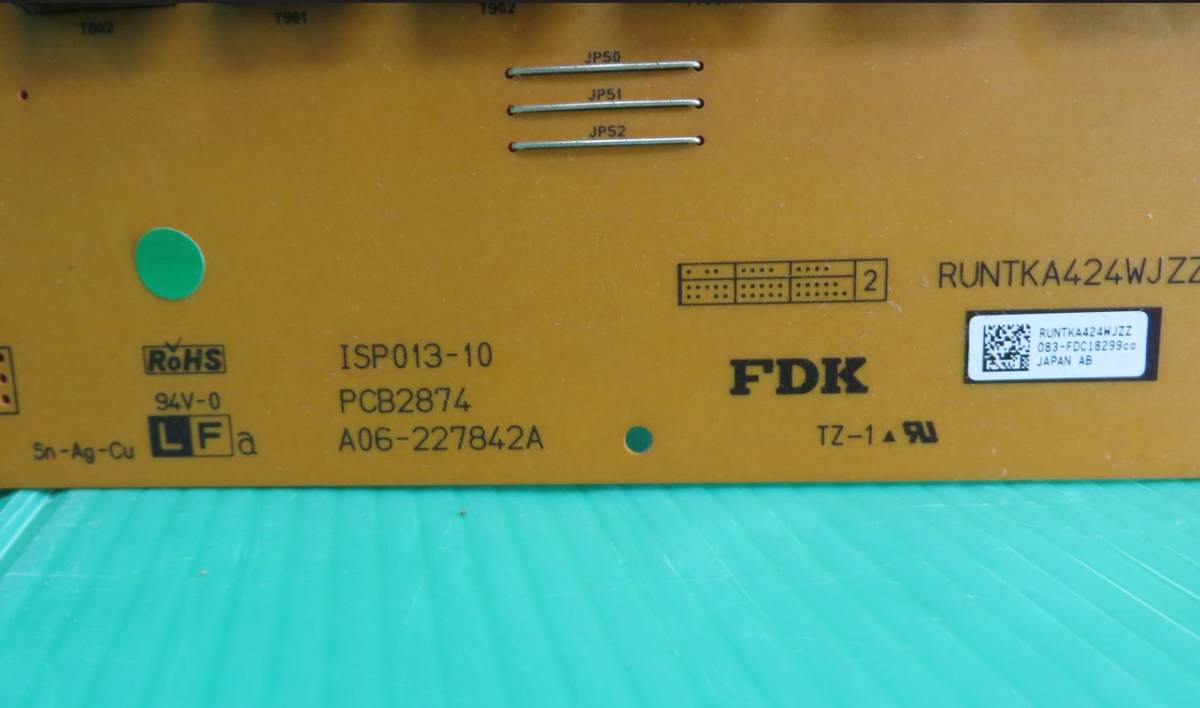 T802
T901
T902
JP50
JP51
JP52
2
RUNTKA424WJZZ
RUNTKA424WJZZ
083-FDC18299cc
JAPAN AB
RoHS
94V-0
LF a
Sn-Ag-Cu
ISP013-10
PCB2874
A06-227842A
FDK
TZ-1